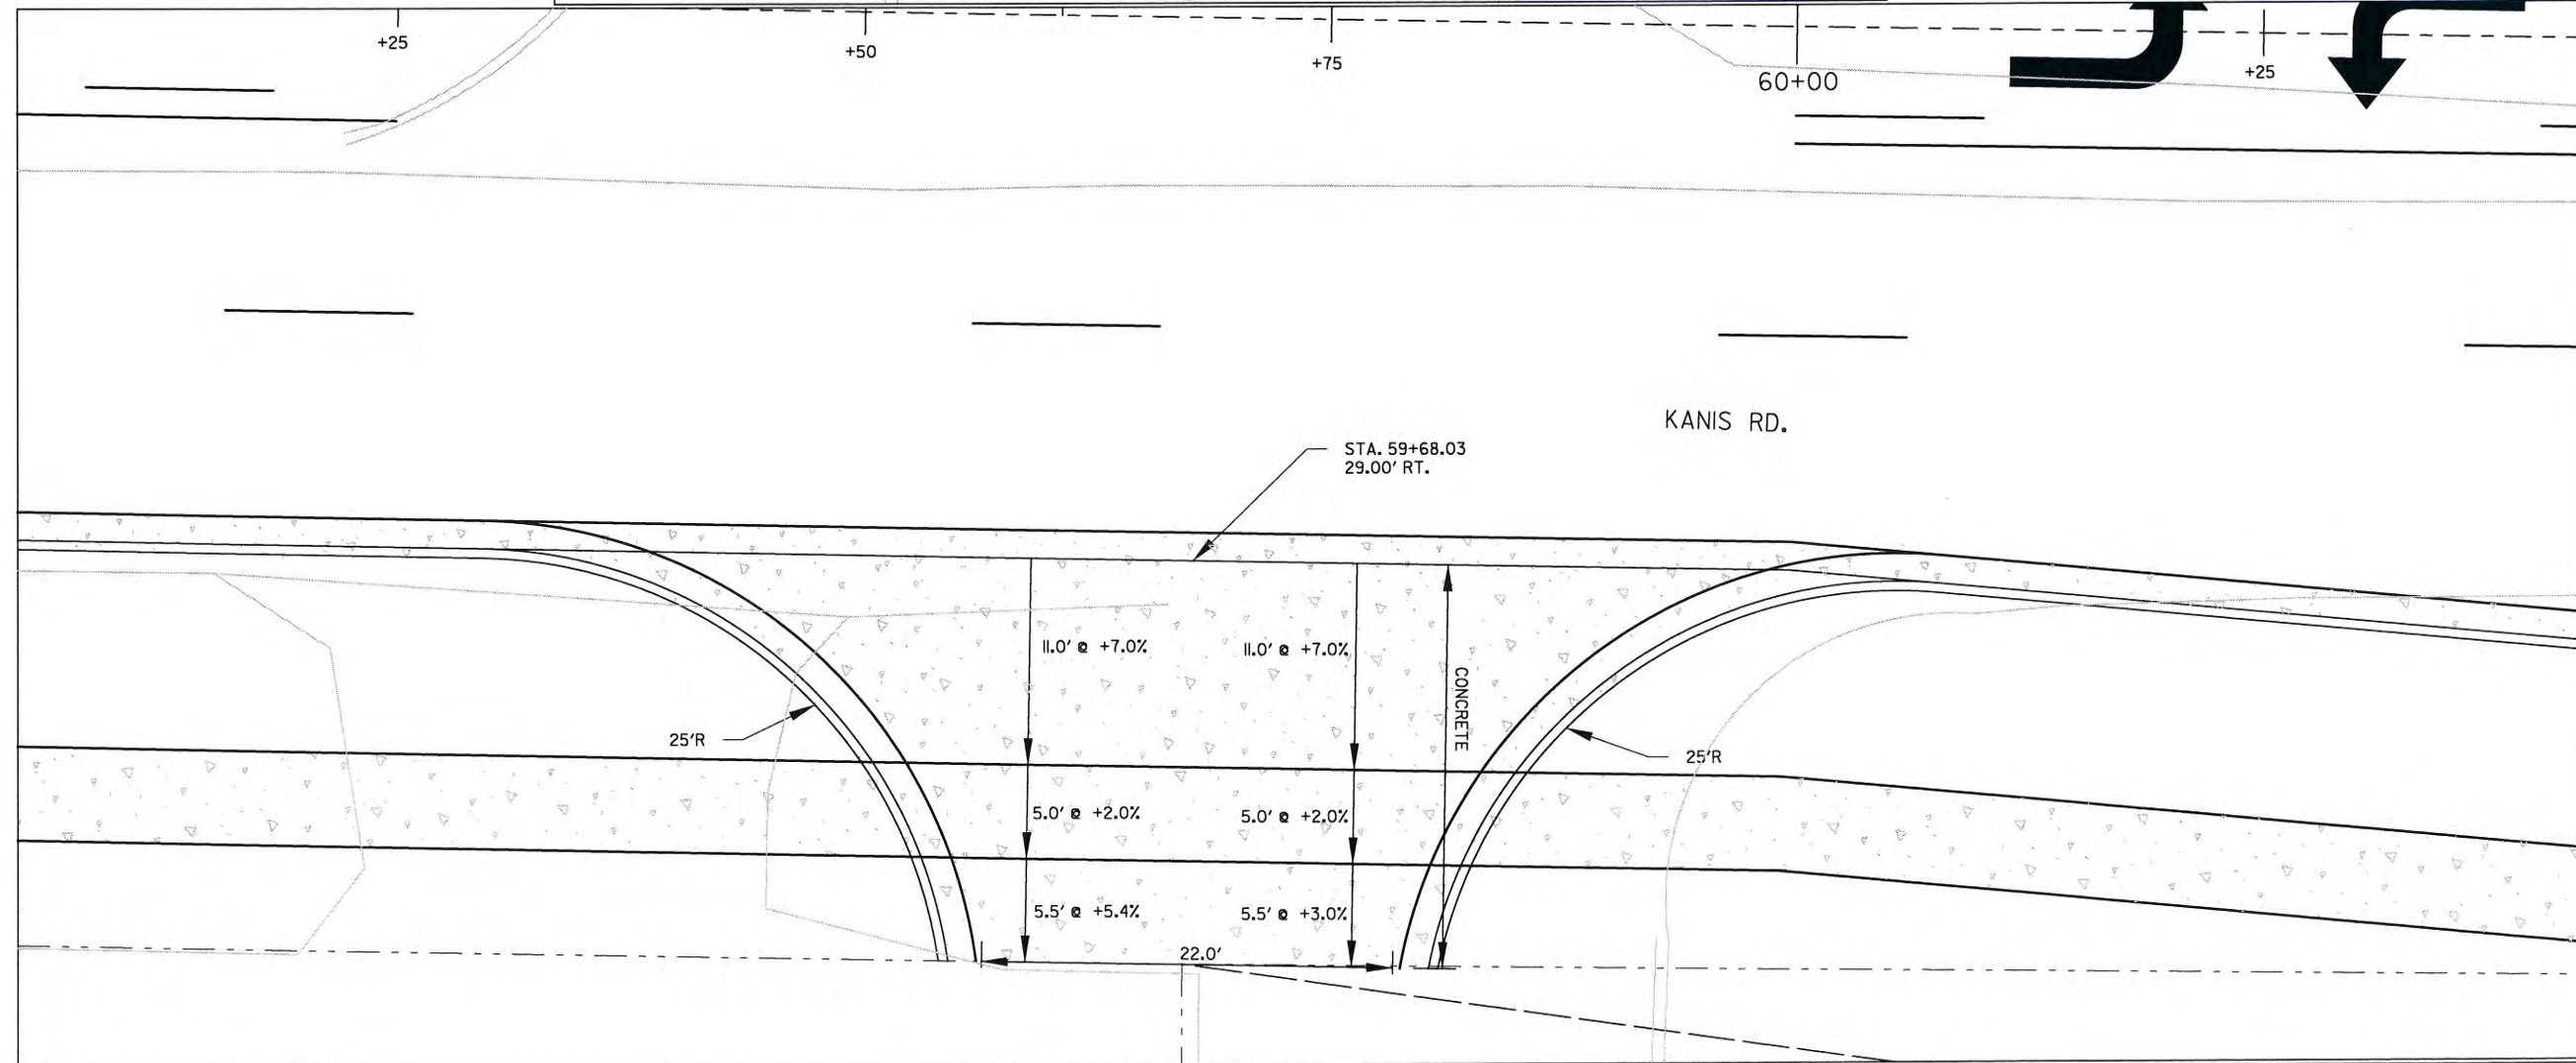 +25
+50
+75
60+00
+25
KANIS RD.
STA. 59+68.03
29.00' RT.
11.0' @ +7.0%
11.0' @ +7.0%
CONCRETE
25'R
25'R
5.0' @ +2.0%
5.0' @ +2.0%
5.5' @ +5.4%
5.5' @ +3.0%
22.0'